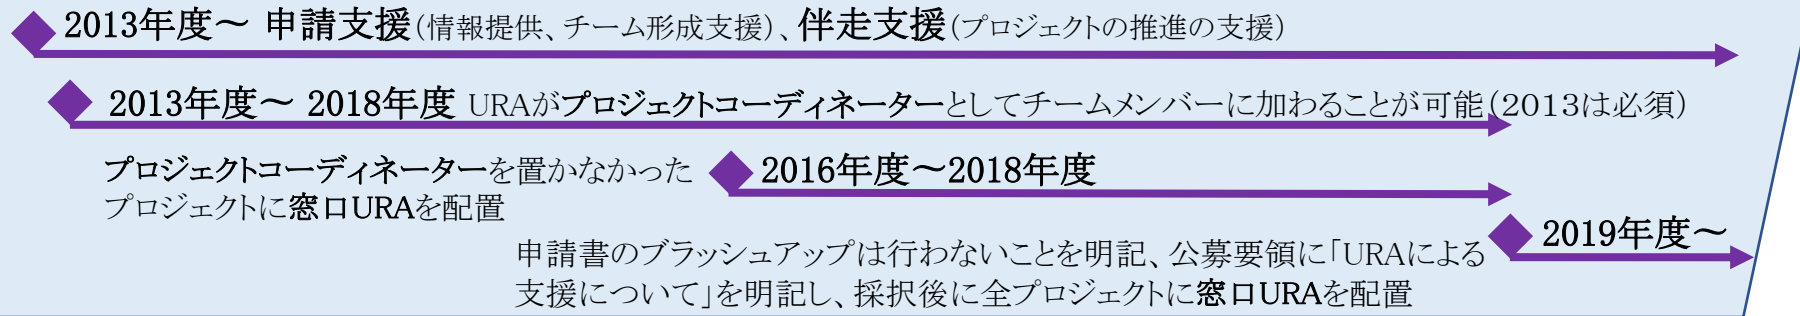 2013年度～ 申請支援(情報提供、チーム形成支援)、伴走支援(プロジェクトの推進の支援)
2013年度～ 2018年度 URAがプロジェクトコーディネーターとしてチームメンバーに加わることが可能(２０１３は必須)
プロジェクトコーディネーターを置かなかった
プロジェクトに窓口URAを配置
2016年度～2018年度
2019年度～
申請書のブラッシュアップは行わないことを明記、公募要領に「URAによる
支援について」を明記し、採択後に全プロジェクトに窓口URAを配置